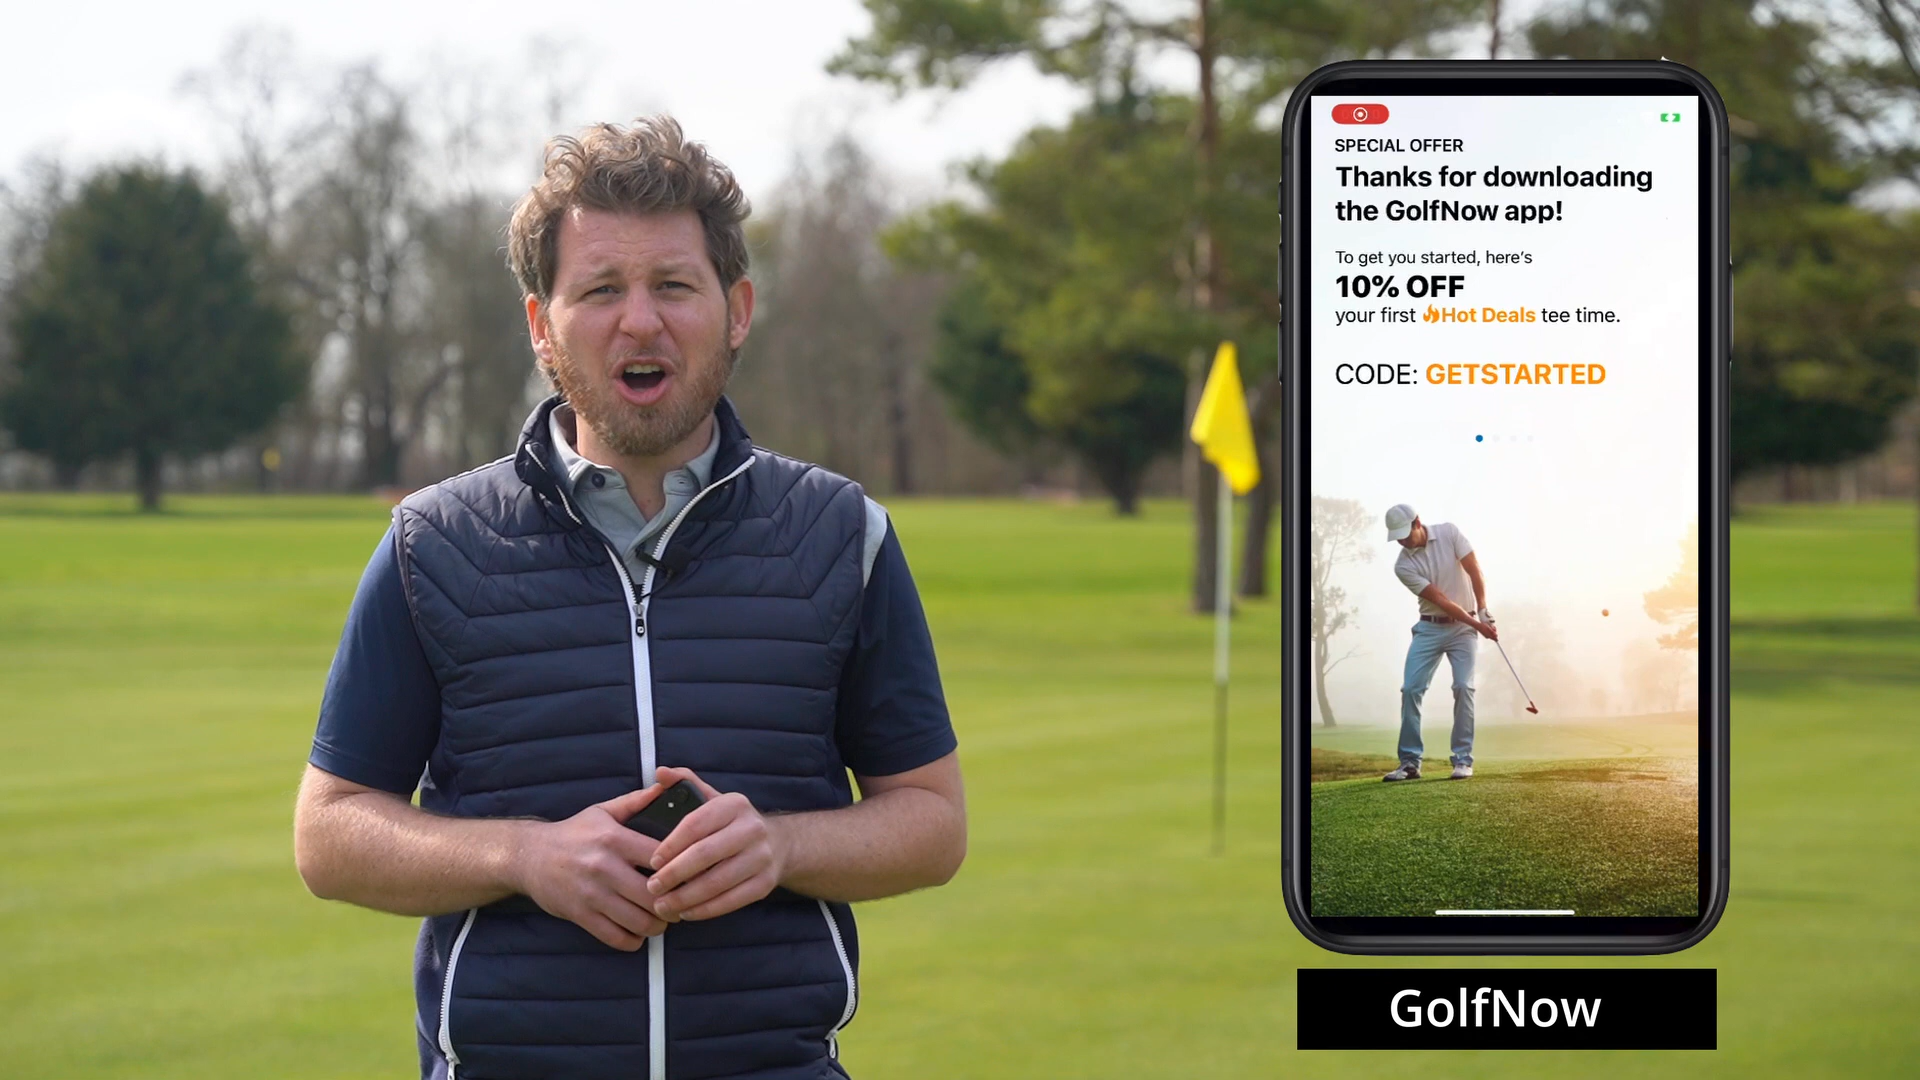 SPECIAL OFFER
Thanks for downloading
the GolfNow app!
To get you started, here's
10% OFF
your first Hot Deals tee time.
CODE: GETSTARTED
GolfNow